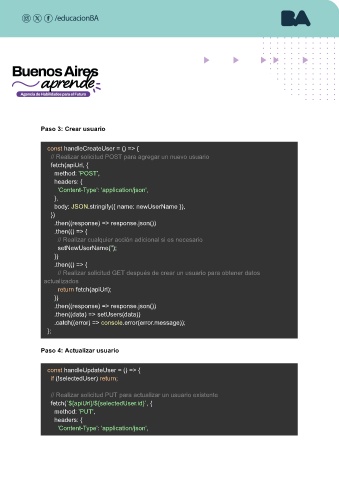 /educacionBA
BA
Buenos Aires
aprende
Agencia de Habilidades para el Futuro
Paso 3: Crear usuario
const handleCreateUser = () => {
// Realizar solicitud POST para agregar un nuevo usuario
fetch(apiUrl, {
method: 'POST',
headers: {
'Content-Type': 'application/json',
},
body: JSON.stringify({ name: newUserName }),
})
.then((response) => response.json())
.then(() => {
// Realizar cualquier acción adicional si es necesario
setNewUserName('');
})
.then(() => {
// Realizar solicitud GET después de crear un usuario para obtener datos
actualizados
return fetch(apiUrl);
})
.then((response) => response.json())
.then((data) => setUsers(data))
.catch((error) => console.error(error.message));
};
Paso 4: Actualizar usuario
const handleUpdateUser = () => {
if (!selectedUser) return;
// Realizar solicitud PUT para actualizar un usuario existente
fetch(`${apiUrl}/${selectedUser.id}`, {
method: 'PUT',
headers: {
'Content-Type': 'application/json',